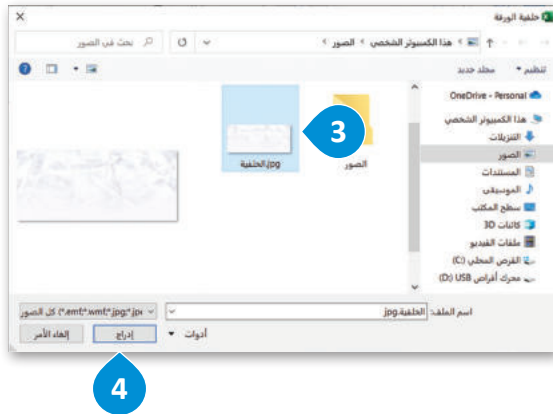 خلفية الورقة
هذا الكمبيوتر الشخصي > الصور >
بحث في الصور
تنظيم
مجلد جديد
OneDrive - Personal
هذا الكمبيوتر الشخصي
التنزيلات
الصور
المستندات
الموسيقى
سطح المكتب
كائنات 3D
ملفات الفيديو
القرص المحلي (C:)
محرك أقراص USB (D:)
الصور
الخلفية.jpg
3
اسم الملف: الخلفية.jpg
كل الصور (*.emf;*.wmf;*.jpg;*.jpe
أدوات
إدراج
إلغاء الأمر
4